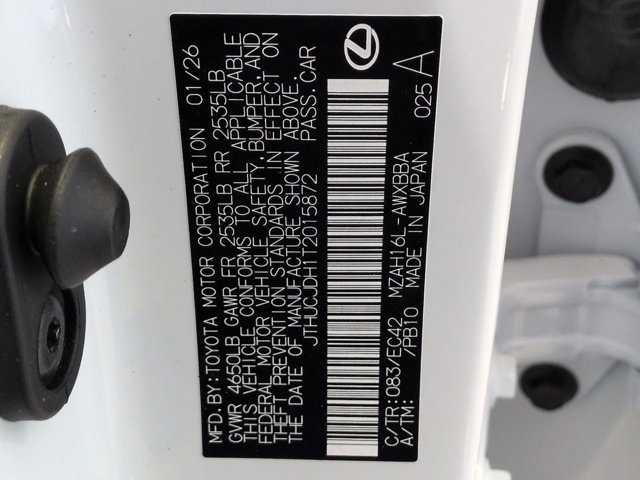 MFD. BY: TOYOTA MOTOR CORPORATION 01/26
GVWR 4650LB GAWR FR 2535LB RR 2535LB
THIS VEHICLE CONFORMS TO ALL APPLICABLE
FEDERAL MOTOR VEHICLE SAFETY, BUMPER, AND
THEFT PREVENTION STANDARDS IN EFFECT ON
THE DATE OF MANUFACTURE SHOWN ABOVE.
JTHUCJDH1T2015872 PASS. CAR
C/TR: 083/EC42 MZAH16L-AWXBBA 025 A
A/TM: /PB10 MADE IN JAPAN